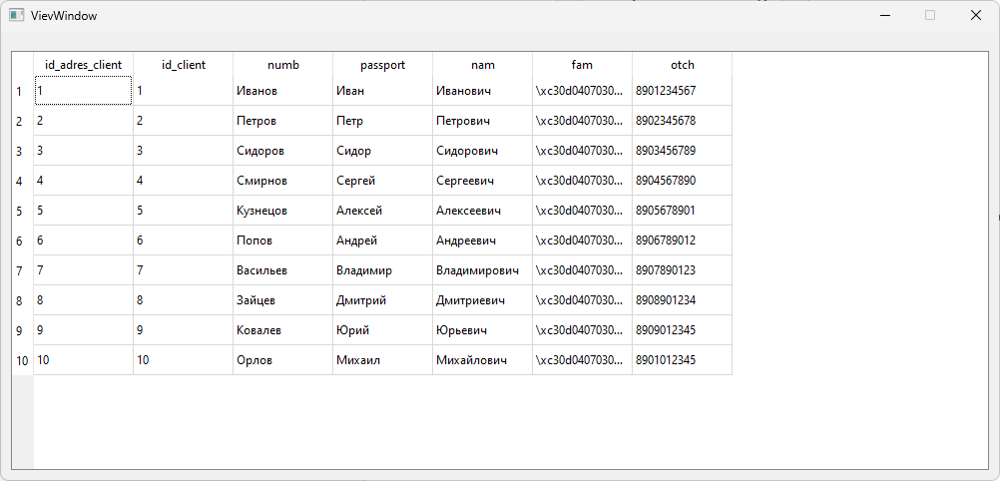 VievWindow
id_adres_client id_client numb passport nam fam otch
1 1 1 Иванов Иван Иванович \xc30d0407030... 8901234567
2 2 2 Петров Петр Петрович \xc30d0407030... 8902345678
3 3 3 Сидоров Сидор Сидорович \xc30d0407030... 8903456789
4 4 4 Смирнов Сергей Сергеевич \xc30d0407030... 8904567890
5 5 5 Кузнецов Алексей Алексеевич \xc30d0407030... 8905678901
6 6 6 Попов Андрей Андреевич \xc30d0407030... 8906789012
7 7 7 Васильев Владимир Владимирович \xc30d0407030... 8907890123
8 8 8 Зайцев Дмитрий Дмитриевич \xc30d0407030... 8908901234
9 9 9 Ковалев Юрий Юрьевич \xc30d0407030... 8909012345
10 10 10 Орлов Михаил Михайлович \xc30d0407030... 8901012345